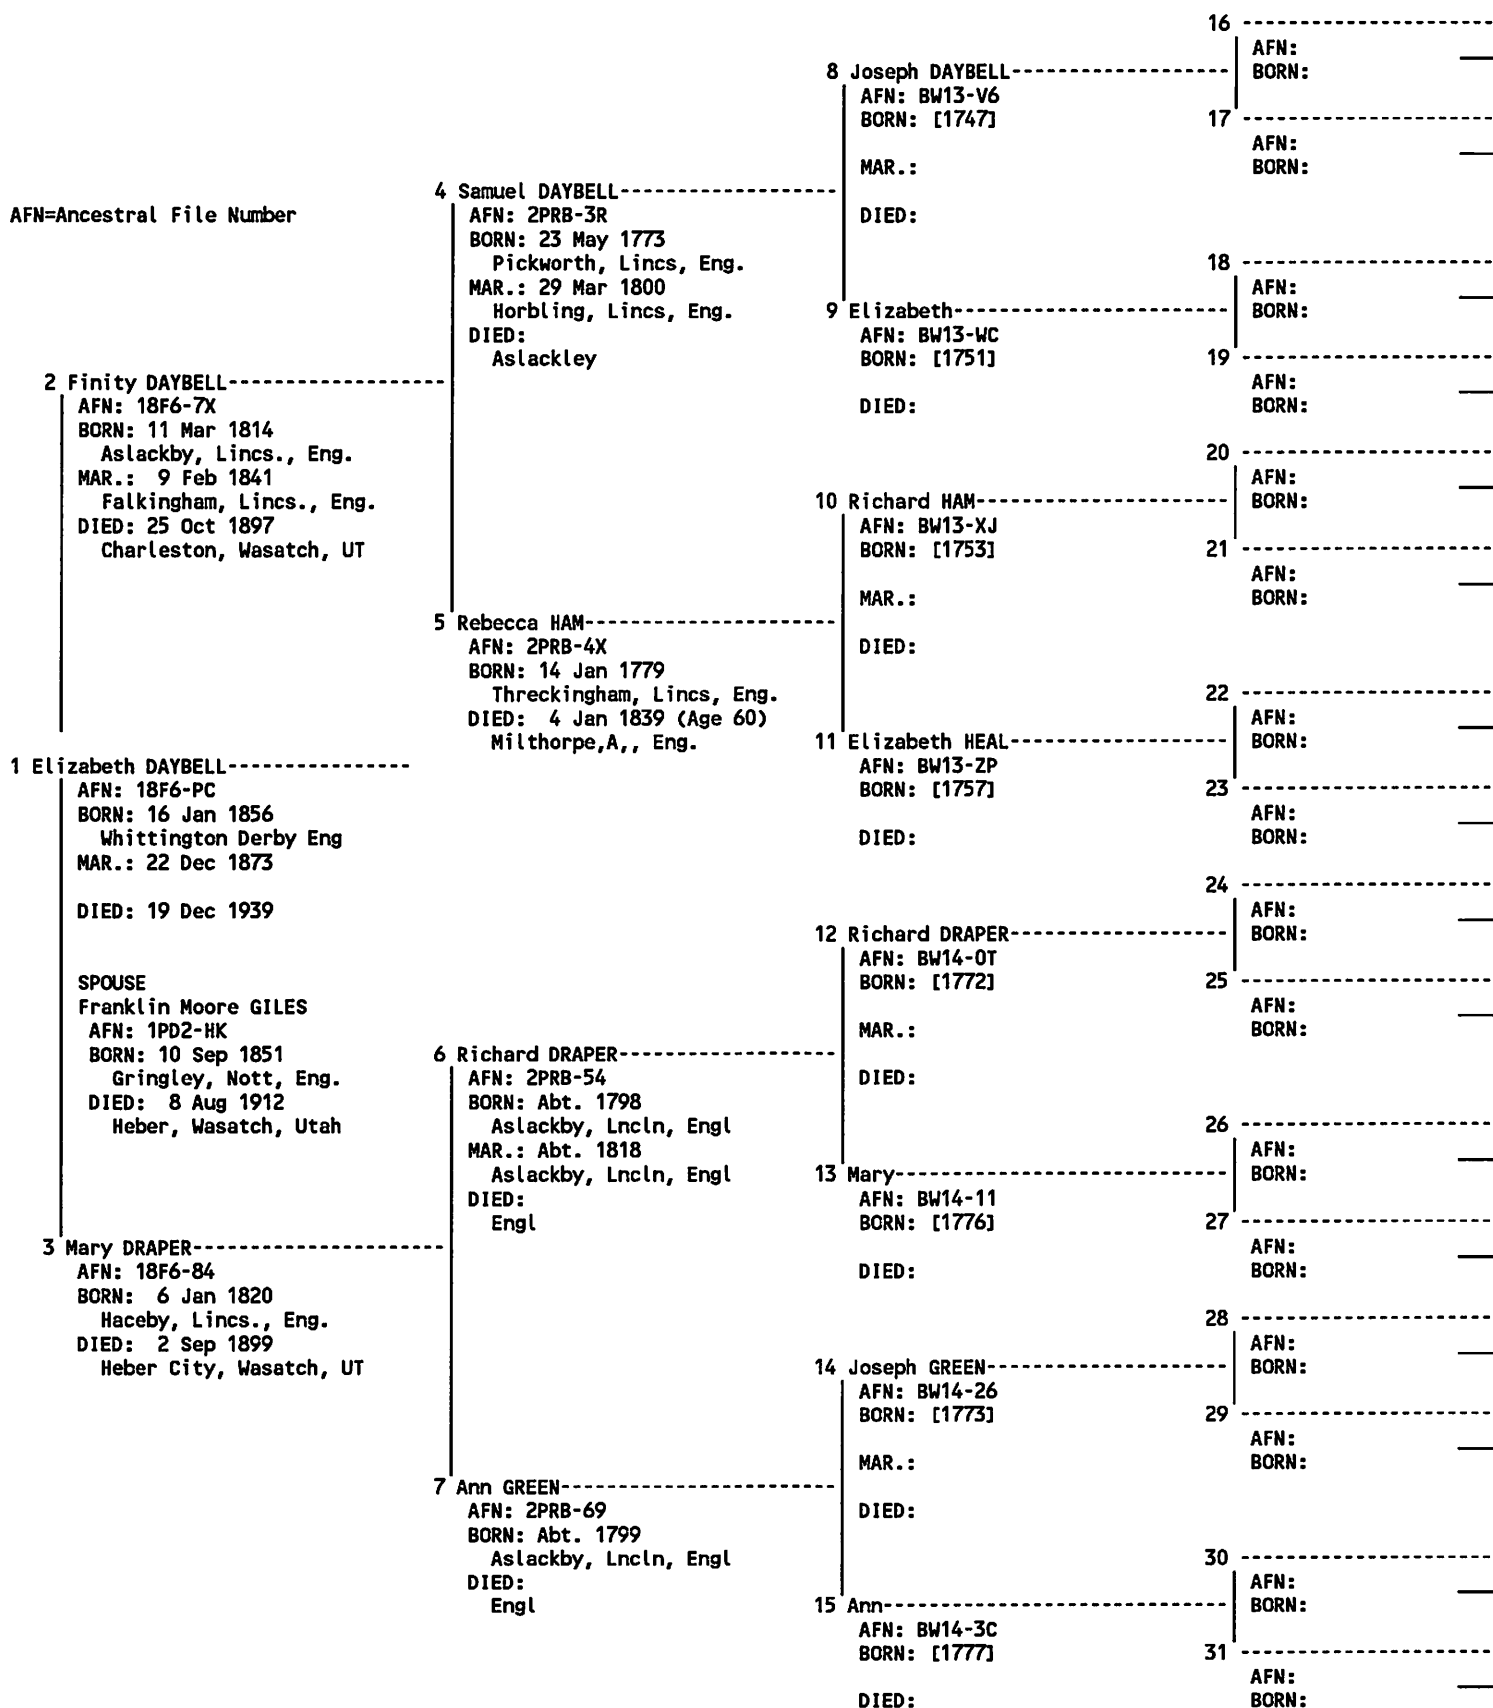 AFN=Ancestral File Number
1 Elizabeth DAYBELL----------------
AFN: 18F6-PC
BORN: 16 Jan 1856
Whittington Derby Eng
MAR.: 22 Dec 1873
DIED: 19 Dec 1939
SPOUSE
Franklin Moore GILES
AFN: 1PD2-HK
BORN: 10 Sep 1851
Gringley, Nott, Eng.
DIED: 8 Aug 1912
Heber, Wasatch, Utah
2 Finity DAYBELL-------------------
AFN: 18F6-7X
BORN: 11 Mar 1814
Aslackby, Lincs., Eng.
MAR.: 9 Feb 1841
Falkingham, Lincs., Eng.
DIED: 25 Oct 1897
Charleston, Wasatch, UT
3 Mary DRAPER----------------------
AFN: 18F6-84
BORN: 6 Jan 1820
Haceby, Lincs., Eng.
DIED: 2 Sep 1899
Heber City, Wasatch, UT
4 Samuel DAYBELL-------------------
AFN: 2PRB-3R
BORN: 23 May 1773
Pickworth, Lincs, Eng.
MAR.: 29 Mar 1800
Horbling, Lincs, Eng.
DIED:
Aslackley
5 Rebecca HAM----------------------
AFN: 2PRB-4X
BORN: 14 Jan 1779
Threckingham, Lincs, Eng.
DIED: 4 Jan 1839 (Age 60)
Milthorpe,A,, Eng.
6 Richard DRAPER-------------------
AFN: 2PRB-54
BORN: Abt. 1798
Aslackby, Lncln, Engl
MAR.: Abt. 1818
Aslackby, Lncln, Engl
DIED:
Engl
7 Ann GREEN------------------------
AFN: 2PRB-69
BORN: Abt. 1799
Aslackby, Lncln, Engl
DIED:
Engl
8 Joseph DAYBELL-------------------
AFN: BW13-V6
BORN: [1747]
MAR.:
DIED:
9 Elizabeth------------------------
AFN: BW13-WC
BORN: [1751]
DIED:
10 Richard HAM----------------------
AFN: BW13-XJ
BORN: [1753]
MAR.:
DIED:
11 Elizabeth HEAL-------------------
AFN: BW13-ZP
BORN: [1757]
DIED:
12 Richard DRAPER-------------------
AFN: BW14-0T
BORN: [1772]
MAR.:
DIED:
13 Mary-----------------------------
AFN: BW14-11
BORN: [1776]
DIED:
14 Joseph GREEN---------------------
AFN: BW14-26
BORN: [1773]
MAR.:
DIED:
15 Ann------------------------------
AFN: BW14-3C
BORN: [1777]
DIED:
16 ----------------------
AFN:
BORN:
17 ----------------------
AFN:
BORN:
18 ----------------------
AFN:
BORN:
19 ----------------------
AFN:
BORN:
20 ----------------------
AFN:
BORN:
21 ----------------------
AFN:
BORN:
22 ----------------------
AFN:
BORN:
23 ----------------------
AFN:
BORN:
24 ----------------------
AFN:
BORN:
25 ----------------------
AFN:
BORN:
26 ----------------------
AFN:
BORN:
27 ----------------------
AFN:
BORN:
28 ----------------------
AFN:
BORN:
29 ----------------------
AFN:
BORN:
30 ----------------------
AFN:
BORN:
31 ----------------------
AFN:
BORN: